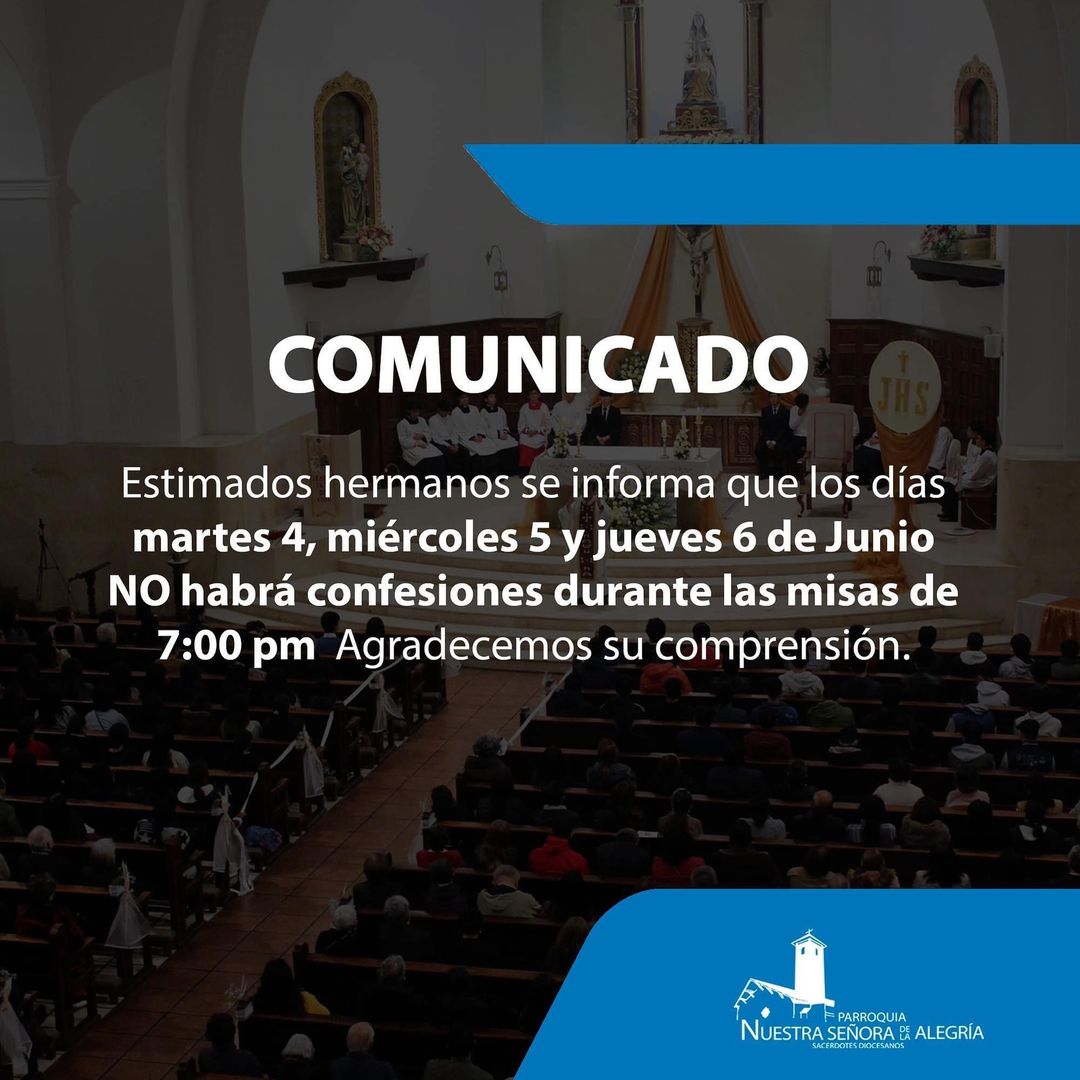 COMUNICADO
JHS
Estimados hermanos se informa que los días
martes 4, miércoles 5 y jueves 6 de Junio
NO habrá confesiones durante las misas de
7:00 pm Agradecemos su comprensión.
PARROQUIA
NUESTRA SEÑORA DE LA ALEGRÍA
SACERDOTES DIOCESANOS